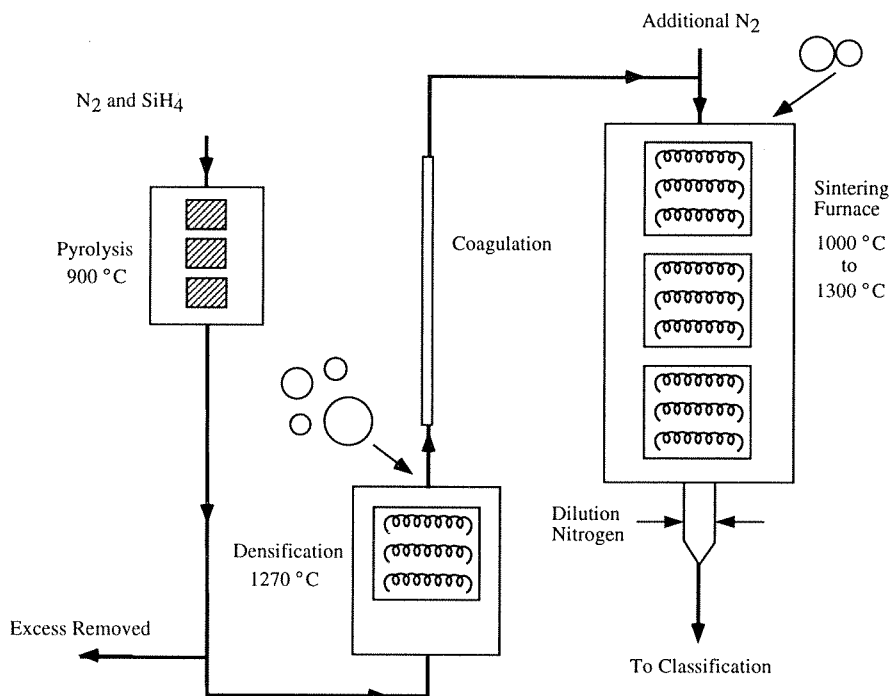 Additional N2
N2 and SiH4
Pyrolysis
900 °C
Coagulation
Sintering
Furnace
1000 °C
to
1300 °C
Densification
1270 °C
Dilution
Nitrogen
Excess Removed
To Classification